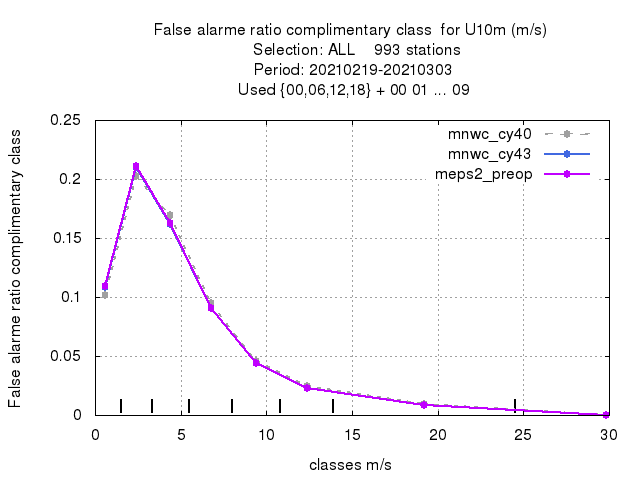 False alarme ratio complimentary class  for U10m (m/s)
Selection: ALL    993 stations
Period: 20210219-20210303
Used {00,06,12,18} + 00 01 ... 09
False alarme ratio complimentary class
0.25
0.2
0.15
0.1
0.05
0
mnwc_cy40
mnwc_cy43
meps2_preop
0 5 10 15 20 25 30
classes m/s